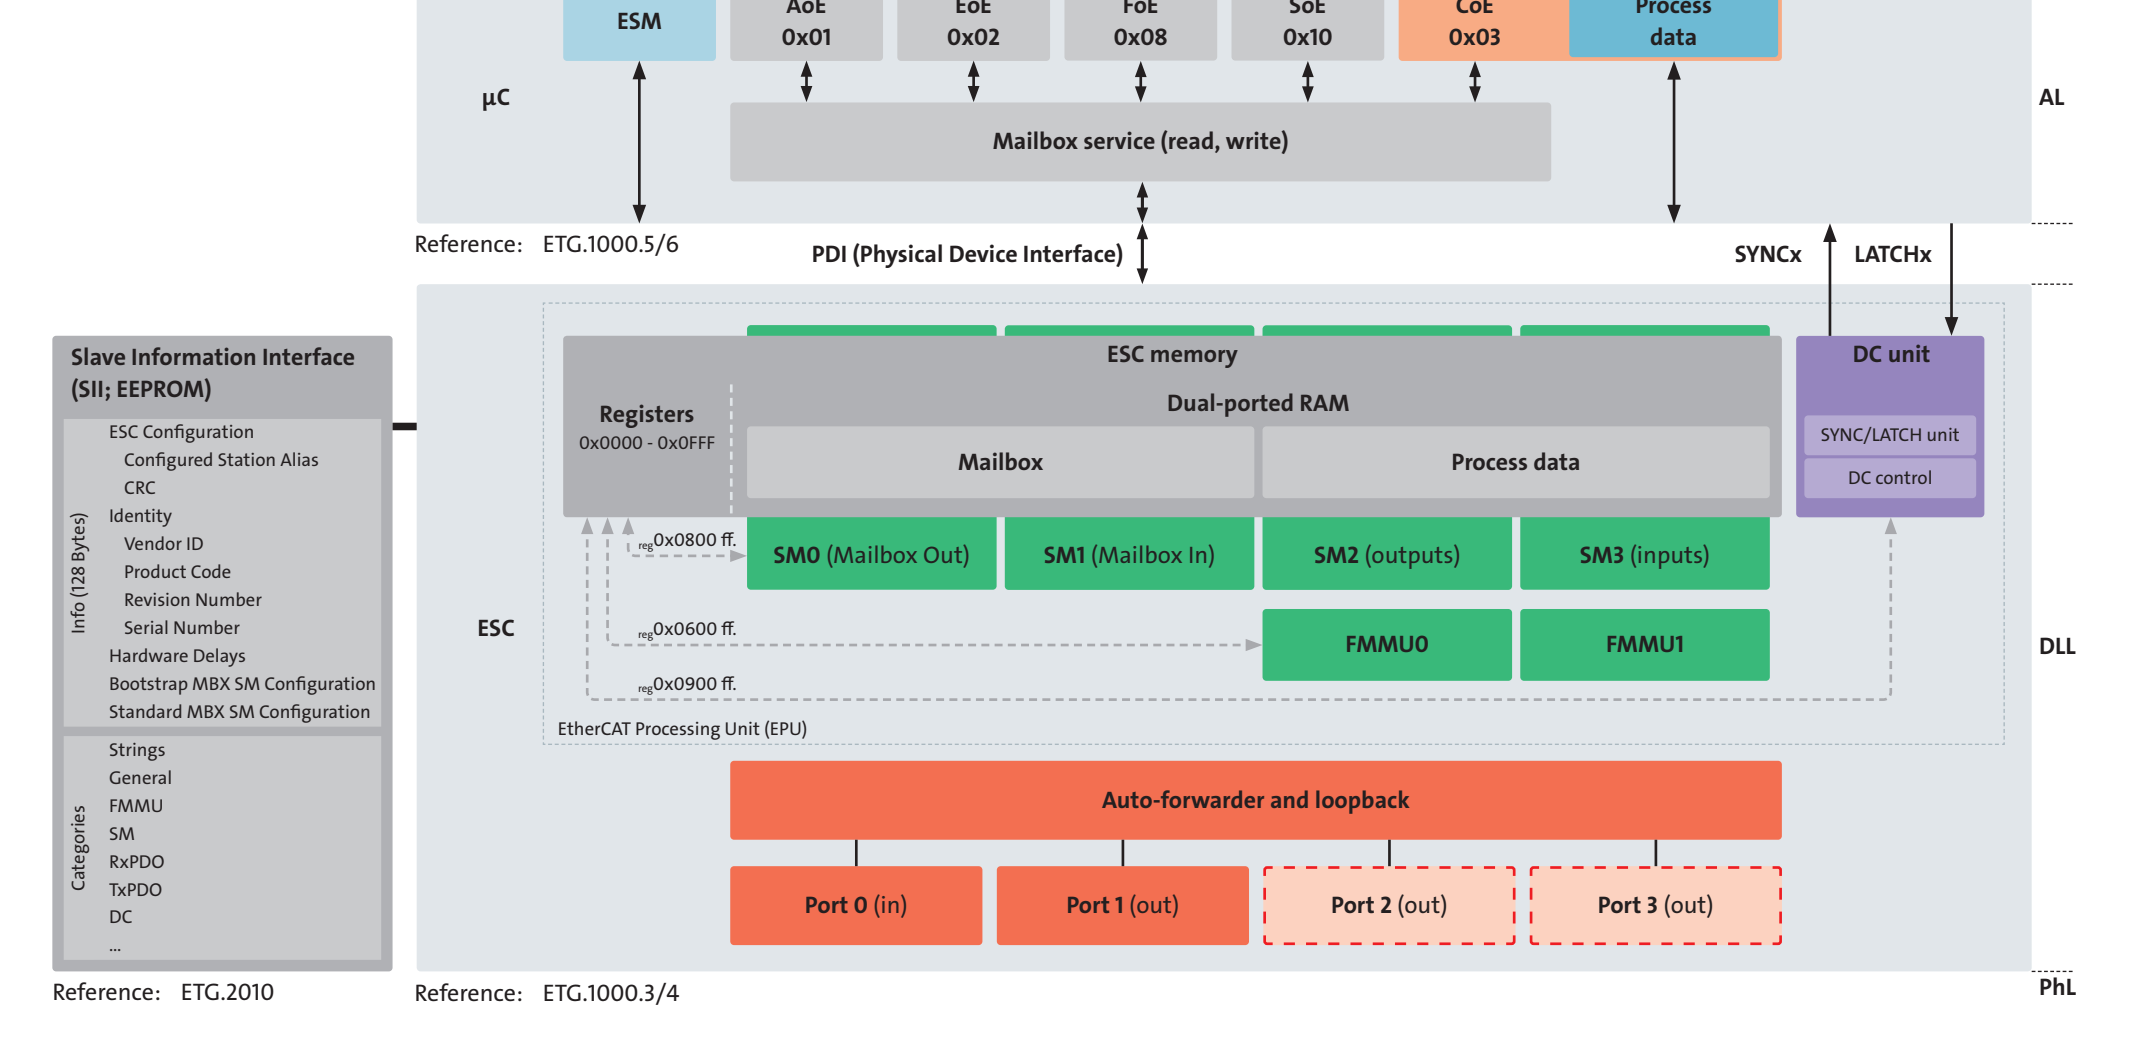 ESM
AoE
0x01
EoE
0x02
FoE
0x08
SoE
0x10
CoE
0x03
Process
data
µC
AL
Mailbox service (read, write)
Reference: ETG.1000.5/6
PDI (Physical Device Interface)
SYNCx
LATCHx
Slave Information Interface
(SII; EEPROM)
Info (128 Bytes)
ESC Configuration
Configured Station Alias
CRC
Identity
Vendor ID
Product Code
Revision Number
Serial Number
Hardware Delays
Bootstrap MBX SM Configuration
Standard MBX SM Configuration
Categories
Strings
General
FMMU
SM
RxPDO
TxPDO
DC
...
Reference: ETG.2010
ESC memory
Registers
0x0000 - 0x0FFF
Dual-ported RAM
Mailbox
Process data
DC unit
SYNC/LATCH unit
DC control
reg0x0800 ff.
SM0 (Mailbox Out)
SM1 (Mailbox In)
SM2 (outputs)
SM3 (inputs)
ESC
reg0x0600 ff.
FMMU0
FMMU1
DLL
reg0x0900 ff.
EtherCAT Processing Unit (EPU)
Auto-forwarder and loopback
Port 0 (in)
Port 1 (out)
Port 2 (out)
Port 3 (out)
Reference: ETG.1000.3/4
PhL